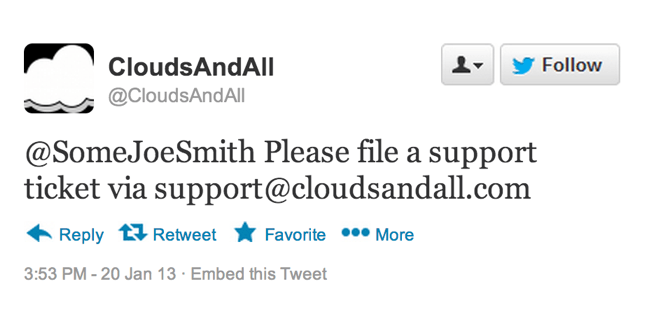 CloudsAndAll
@CloudsAndAll
Follow
@SomeJoeSmith Please file a support
ticket via support@cloudsandall.com
Reply Retweet Favorite More
3:53 PM - 20 Jan 13 · Embed this Tweet